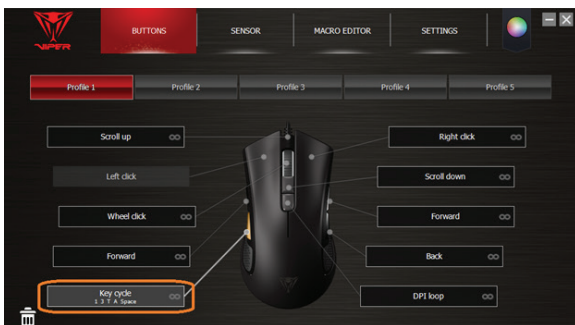 VIPER
BUTTONS SENSOR MACRO EDITOR SETTINGS
Profile 1 Profile 2 Profile 3 Profile 4 Profile 5
Scroll up
Right click
Left click
Scroll down
Wheel click
Forward
Forward
Back
Key cycle
1 3 T A Space
DPI loop